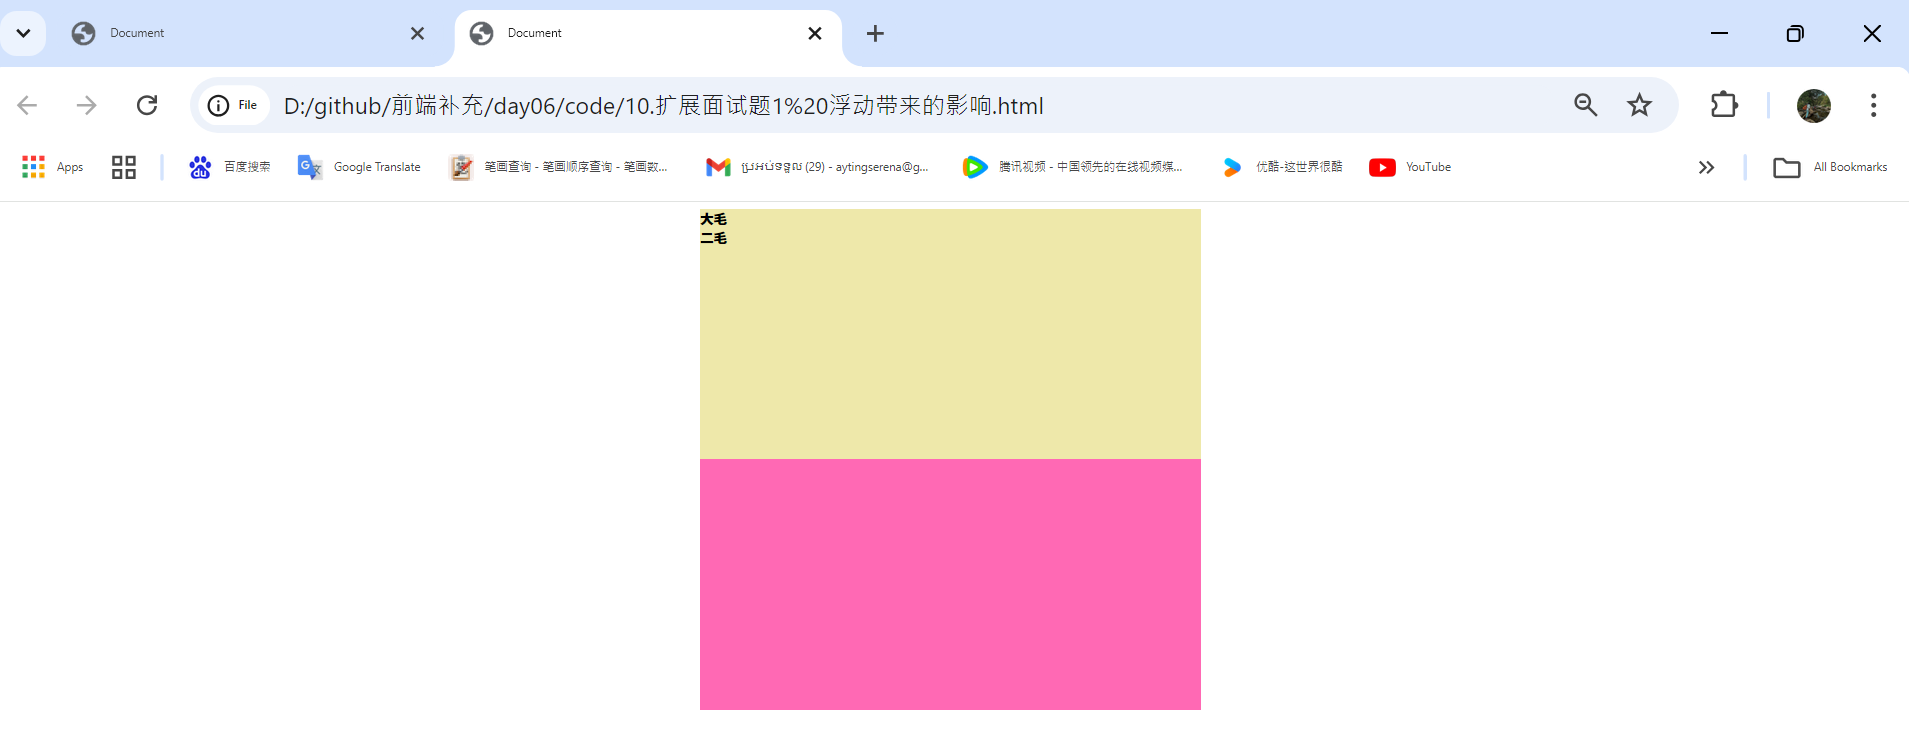 Document
Document
File
D:/github/前端补充/day06/code/10.扩展面试题1%20浮动带来的影响.html
Apps
百度搜索
Google Translate
笔画查询 - 笔画顺序查询 - 笔画数...
ប្រអប់ទទួល (29) - aytingserena@g...
腾讯视频 - 中国领先的在线视频媒...
优酷-这世界很酷
YouTube
All Bookmarks
大毛
二毛